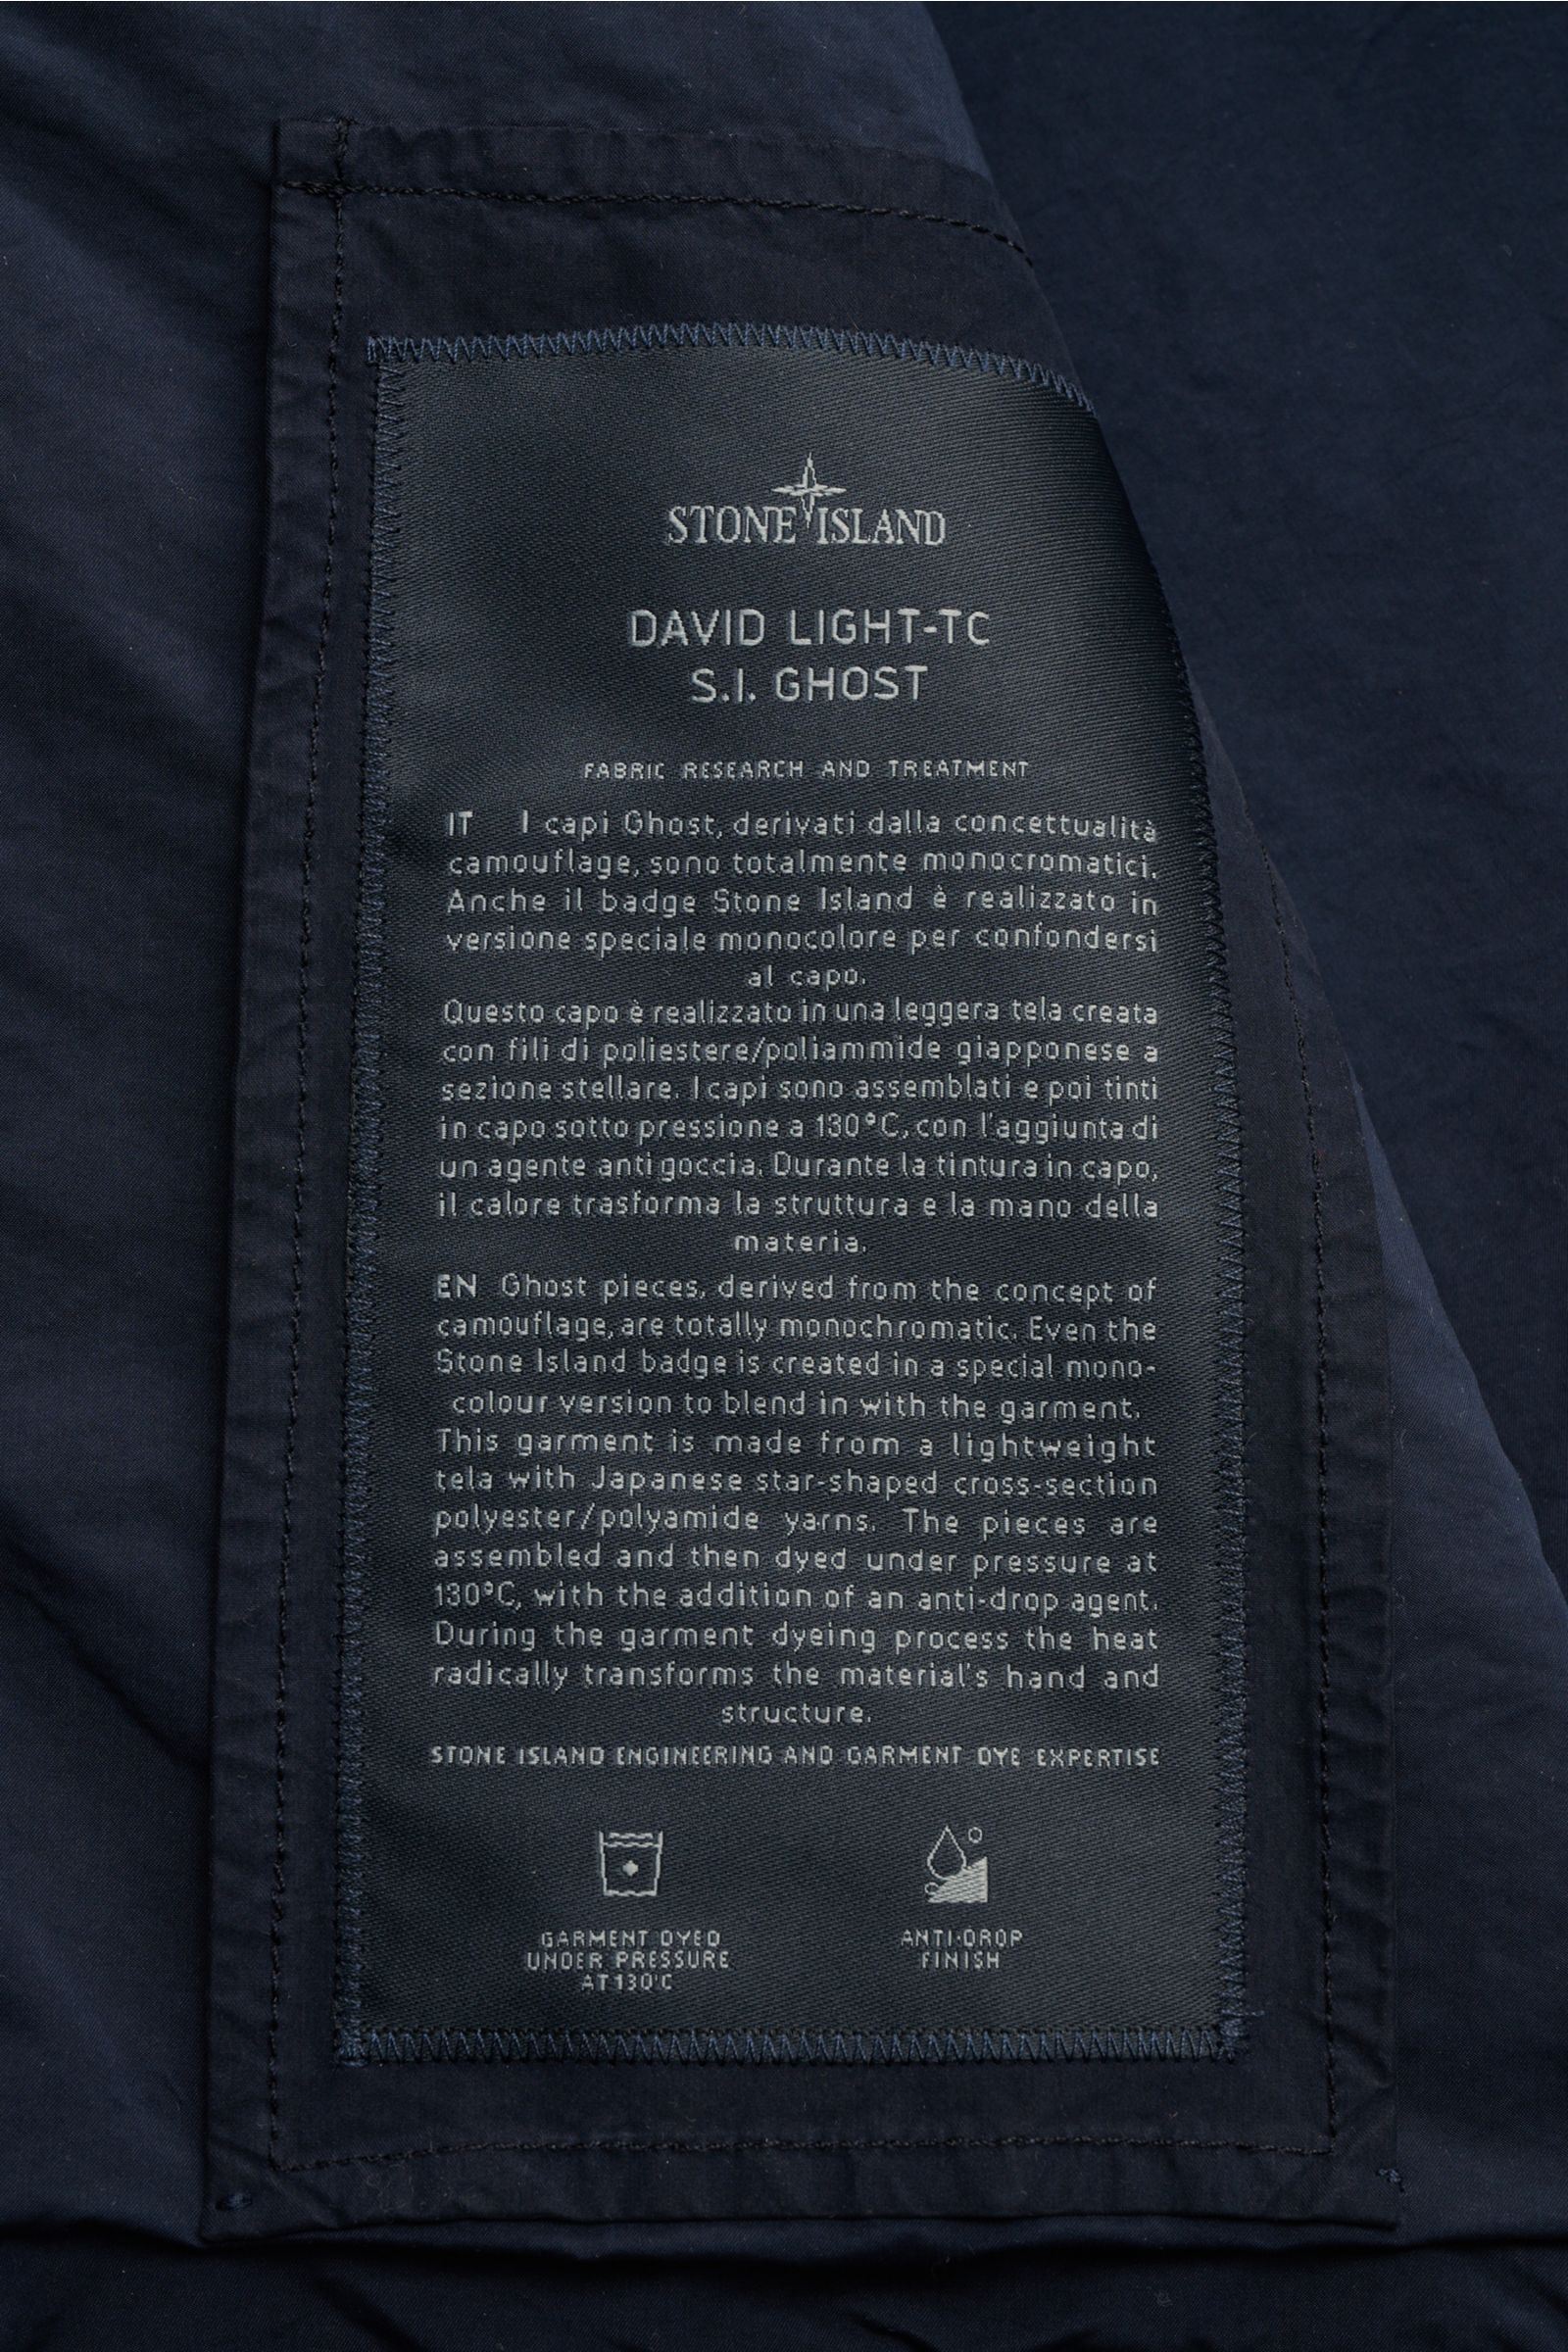 STONE ISLAND
DAVID LIGHT-TC
S.I. GHOST
FABRIC RESEARCH AND TREATMENT
IT I capi Ghost, derivati dalla concettualità
camouflage, sono totalmente monocromatici.
Anche il badge Stone Island è realizzato in
versione speciale monocolore per confondersi
al capo.
Questo capo è realizzato in una leggera tela creata
con fili di poliestere/poliammide giapponese a
sezione stellare. I capi sono assemblati e poi tinti
in capo sotto pressione a 130°C, con l'aggiunta di
un agente anti goccia. Durante la tintura in capo,
il calore trasforma la struttura e la mano della
materia.
EN Ghost pieces, derived from the concept of
camouflage, are totally monochromatic. Even the
Stone Island badge is created in a special mono-
colour version to blend in with the garment.
This garment is made from a lightweight
tela with Japanese star-shaped cross-section
polyester/polyamide yarns. The pieces are
assembled and then dyed under pressure at
130°C, with the addition of an anti-drop agent.
During the garment dyeing process the heat
radically transforms the material's hand and
structure.
STONE ISLAND ENGINEERING AND GARMENT DYE EXPERTISE
GARMENT DYED
UNDER PRESSURE
AT 130°C
ANTI-DROP
FINISH